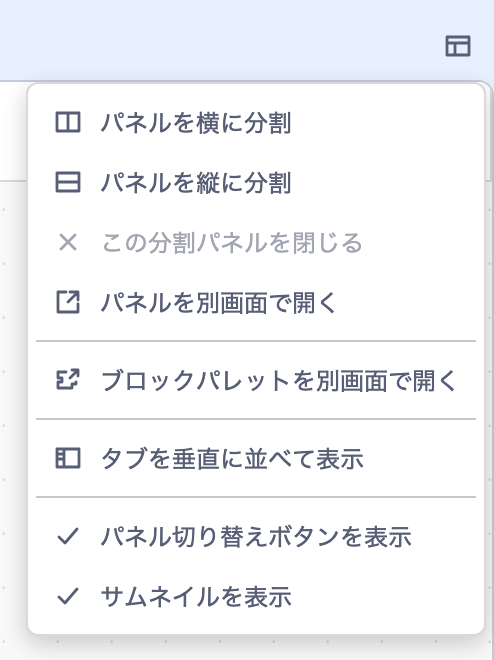 パネルを横に分割
パネルを縦に分割
この分割パネルを閉じる
パネルを別画面で開く
ブロックパレットを別画面で開く
タブを垂直に並べて表示
パネル切り替えボタンを表示
サムネイルを表示